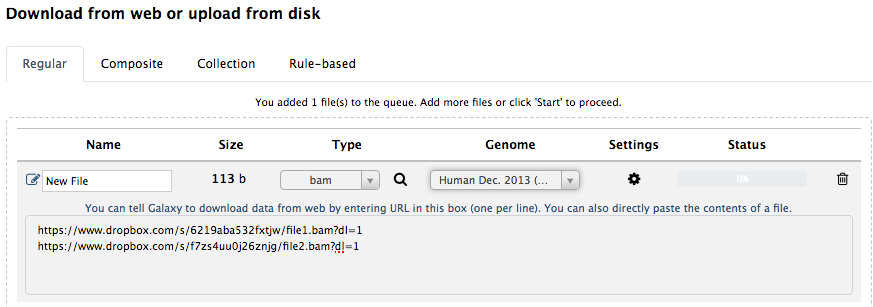 Download from web or upload from disk
Regular Composite Collection Rule-based
You added 1 file(s) to the queue. Add more files or click 'Start' to proceed.
Name Size Type Genome Settings Status
New File 113 b bam Human Dec. 2013 (... 0%
You can tell Galaxy to download data from web by entering URL in this box (one per line). You can also directly paste the contents of a file.
https://www.dropbox.com/s/6219aba532fxtjw/file1.bam?dl=1
https://www.dropbox.com/s/f7zs4uu0j26znjg/file2.bam?dl=1